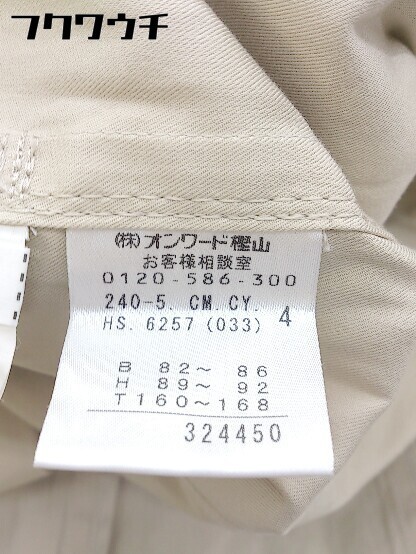 フクワウチ
㈱オンワード樫山
お客様相談室
0120-586-300
240-5. CM. CY. 4
HS. 6257 (033)
B 82～ 86
H 89～ 92
T 160～168
324450